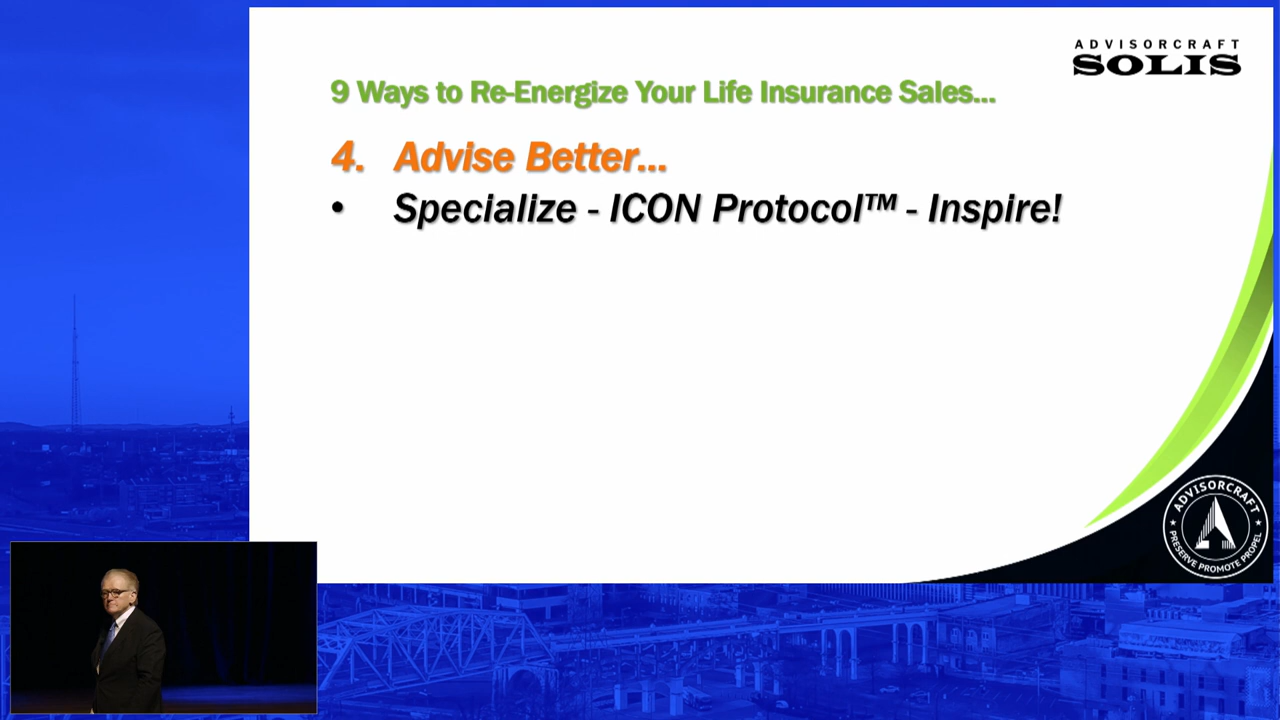 ADVISORCRAFT
SOLIS
9 Ways to Re-Energize Your Life Insurance Sales...
4. Advise Better...
• Specialize - ICON Protocol™ - Inspire!
ADVISORCRAFT
PRESERVE PROMOTE PROPEL